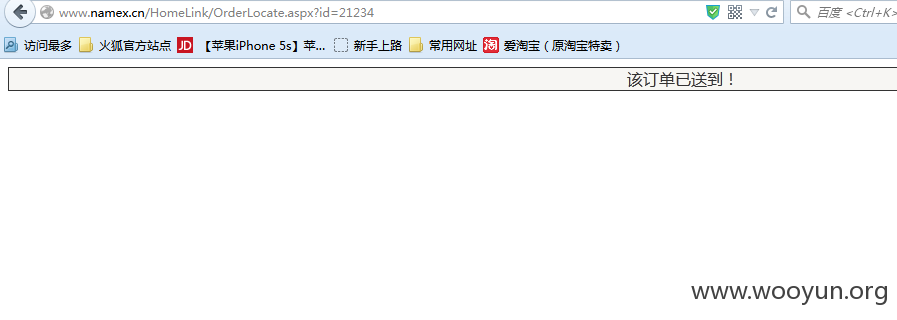 www.namex.cn/HomeLink/OrderLocate.aspx?id=21234 百度 <Ctrl+K>
访问最多 火狐官方站点 JD 【苹果iPhone 5s】苹... 新手上路 常用网址 淘 爱淘宝（原淘宝特卖）
该订单已送到！
www.wooyun.org